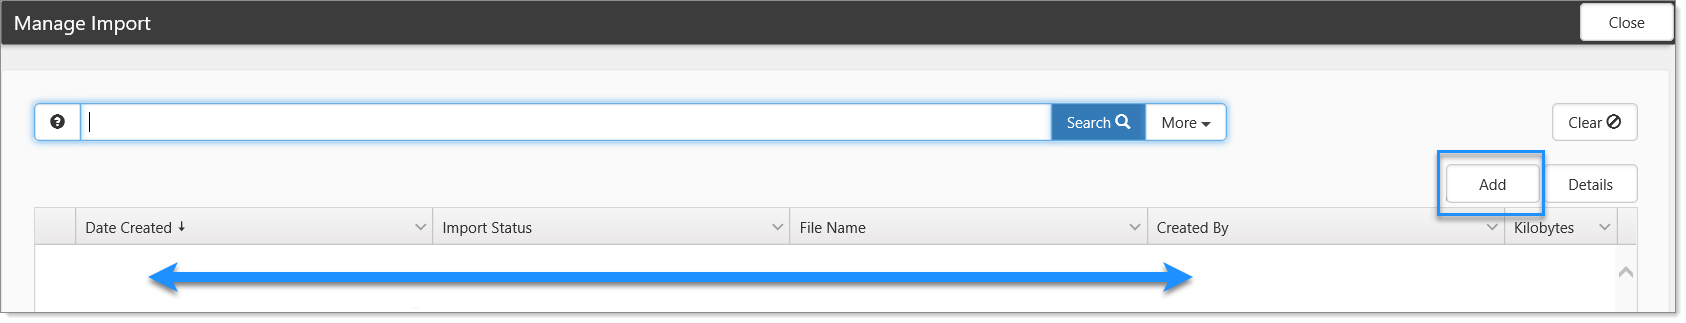 Manage Import
Close
Search
More
Clear
Add
Details
Date Created
Import Status
File Name
Created By
Kilobytes